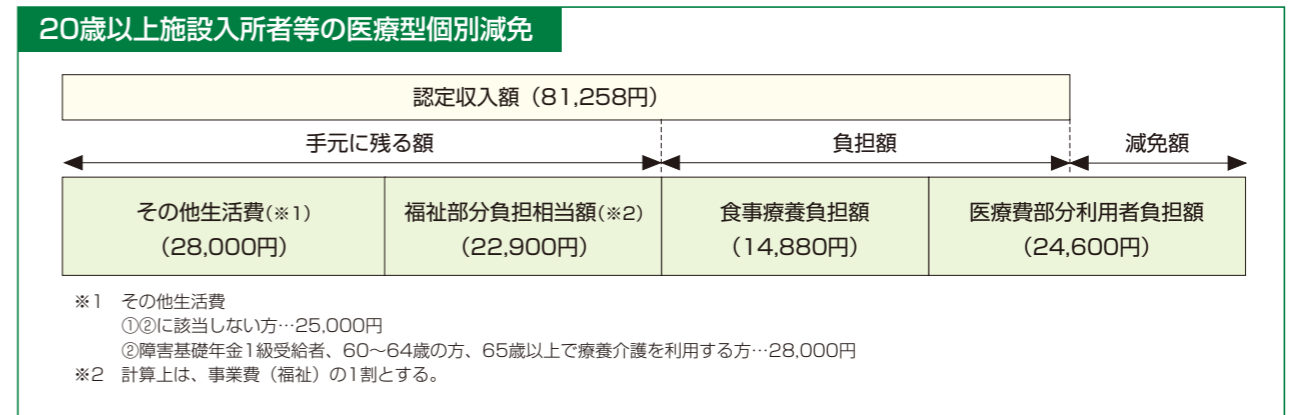 20歳以上施設入所者等の医療型個別減免
認定収入額（81,258円）
手元に残る額 負担額 減免額
その他生活費(※1) 福祉部分負担相当額(※2) 食事療養負担額 医療費部分利用者負担額
（28,000円） （22,900円） （14,880円） （24,600円）
※1 その他生活費
①②に該当しない方…25,000円
②障害基礎年金1級受給者、60～64歳の方、65歳以上で療養介護を利用する方…28,000円
※2 計算上は、事業費（福祉）の1割とする。